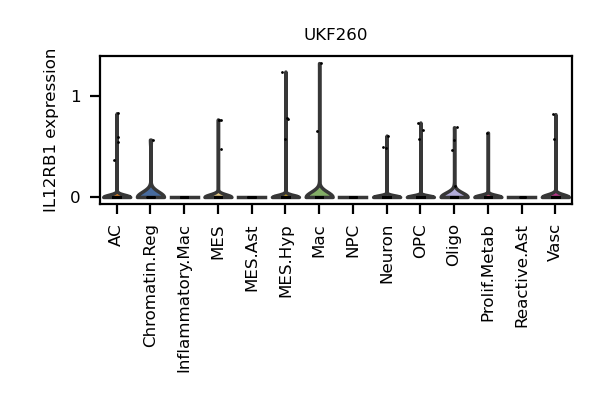 UKF260
IL12RB1 expression
1
0
AC
Chromatin.Reg
Inflammatory.Mac
MES
MES.Ast
MES.Hyp
Mac
NPC
Neuron
OPC
Oligo
Prolif.Metab
Reactive.Ast
Vasc